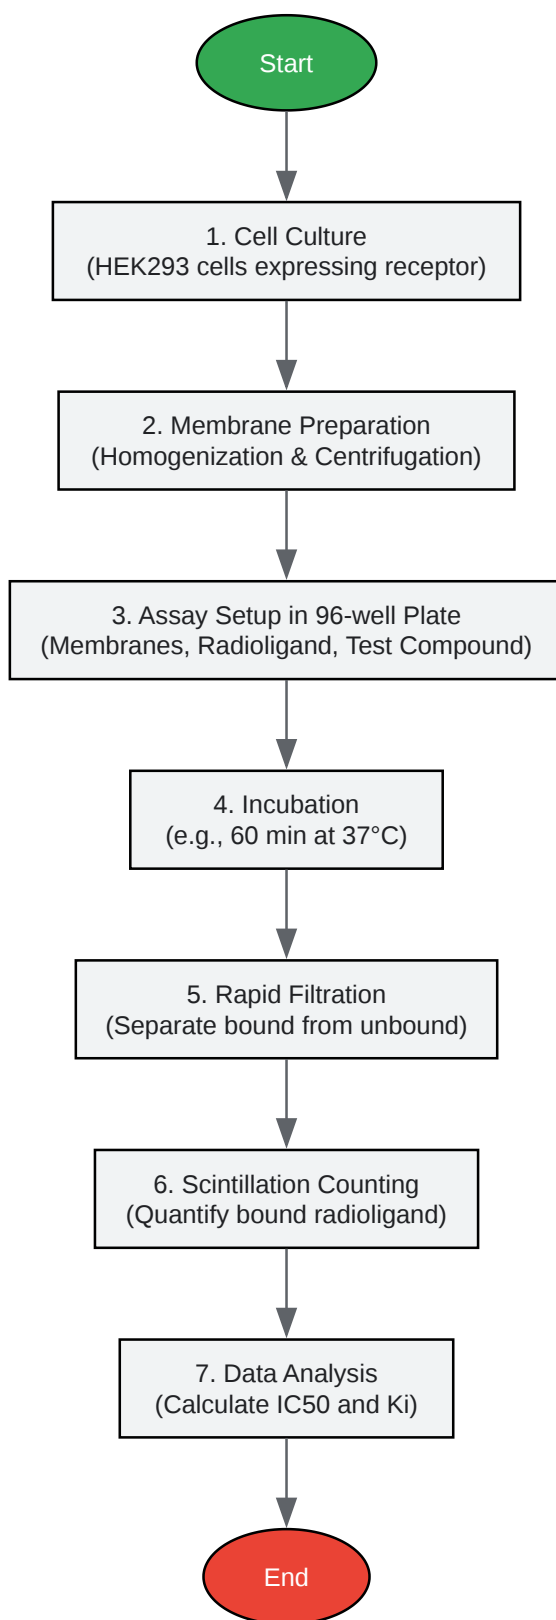 Start
1. Cell Culture
(HEK293 cells expressing receptor)
2. Membrane Preparation
(Homogenization & Centrifugation)
3. Assay Setup in 96-well Plate
(Membranes, Radioligand, Test Compound)
4. Incubation
(e.g., 60 min at 37°C)
5. Rapid Filtration
(Separate bound from unbound)
6. Scintillation Counting
(Quantify bound radioligand)
7. Data Analysis
(Calculate IC50 and Ki)
End